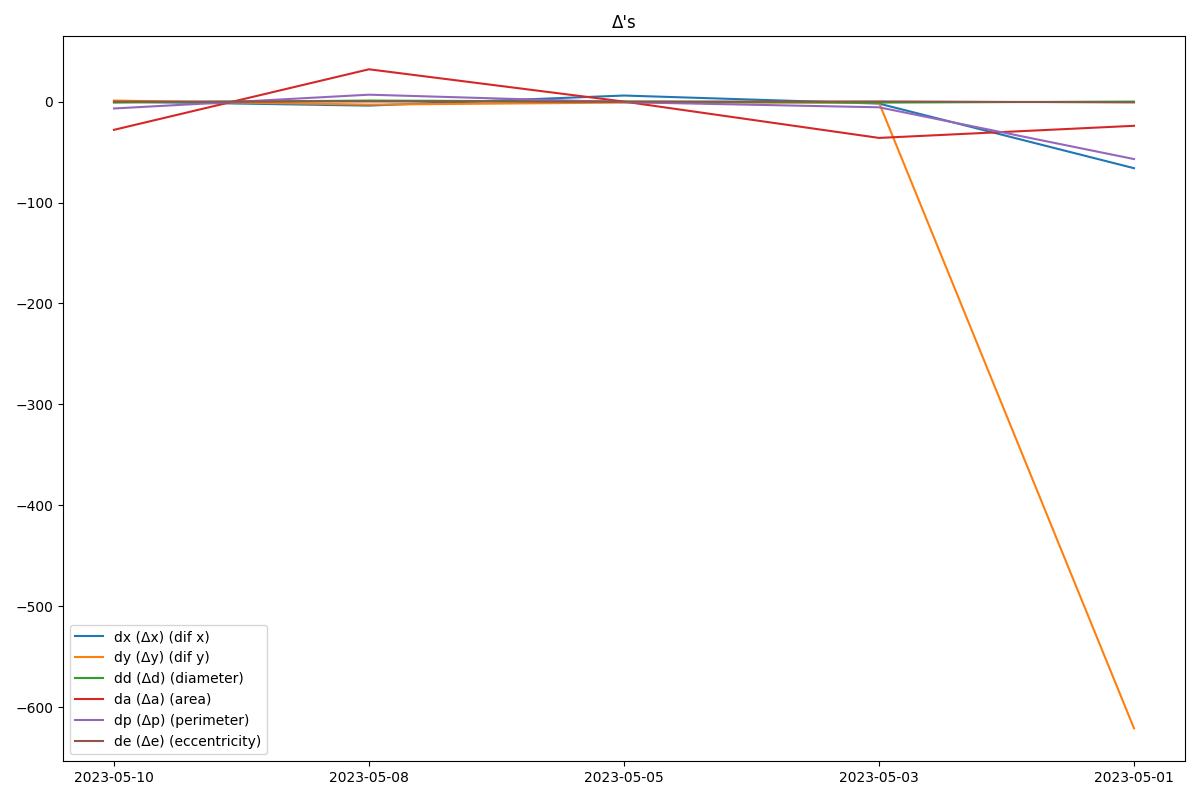 Δ's
0
−100
−200
−300
−400
−500
−600
dx (Δx) (dif x)
dy (Δy) (dif y)
dd (Δd) (diameter)
da (Δa) (area)
dp (Δp) (perimeter)
de (Δe) (eccentricity)
2023-05-10 2023-05-08 2023-05-05 2023-05-03 2023-05-01